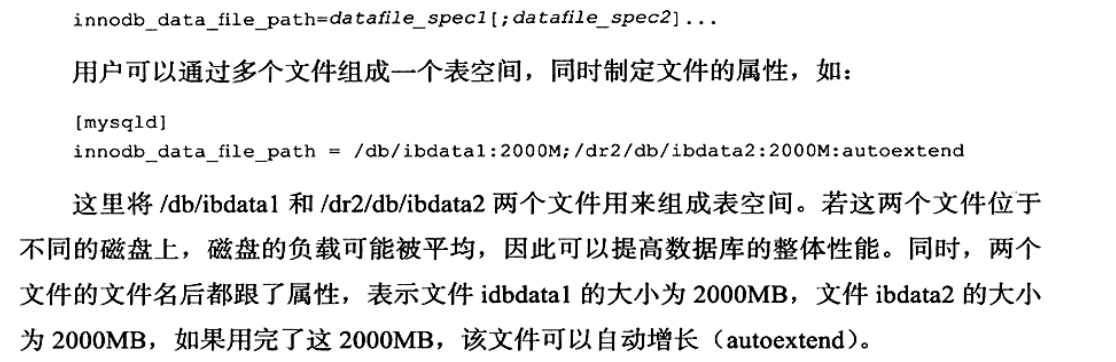 innodb_data_file_path=datafile_spec1[;datafile_spec2]...
用户可以通过多个文件组成一个表空间，同时制定文件的属性，如：
[mysqld]
innodb_data_file_path = /db/ibdata1:2000M;/dr2/db/ibdata2:2000M:autoextend
这里将 /db/ibdata1 和 /dr2/db/ibdata2 两个文件用来组成表空间。若这两个文件位于
不同的磁盘上，磁盘的负载可能被平均，因此可以提高数据库的整体性能。同时，两个
文件的文件名后都跟了属性，表示文件 idbdata1 的大小为 2000MB，文件 ibdata2 的大小
为 2000MB，如果用完了这 2000MB，该文件可以自动增长（autoextend）。